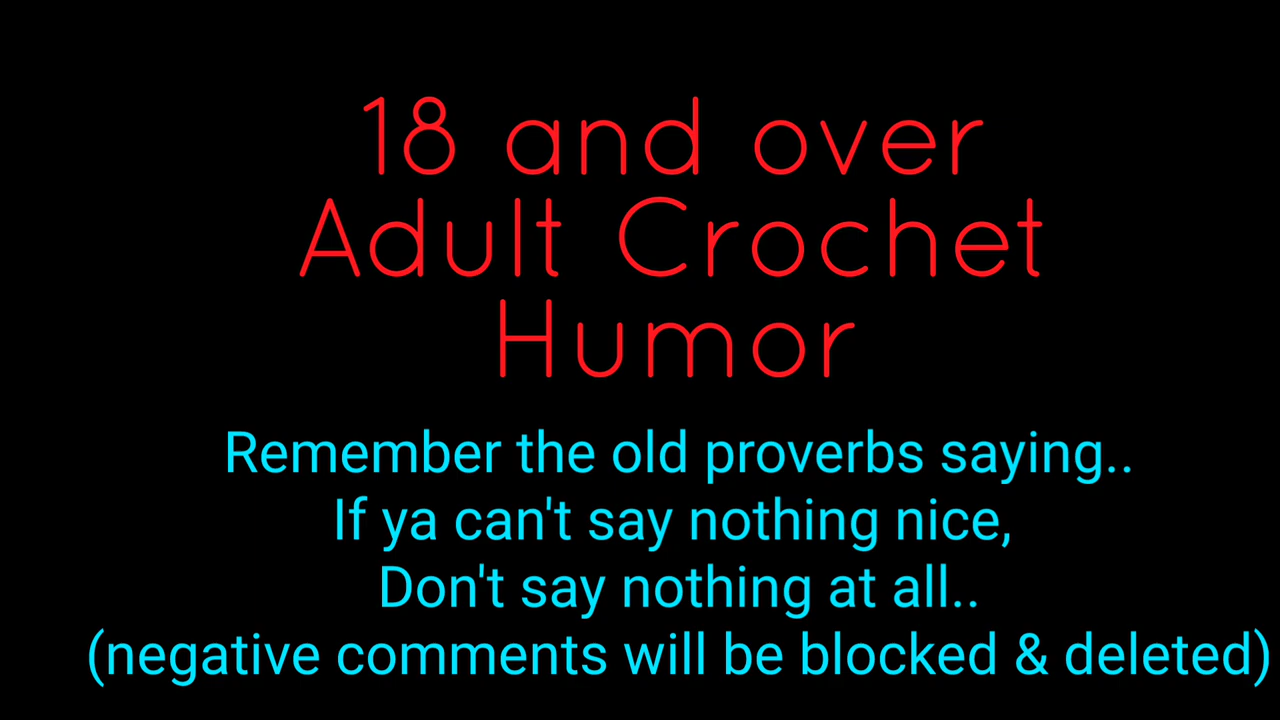 18 and over
Adult Crochet
Humor
Remember the old proverbs saying..
If ya can't say nothing nice,
Don't say nothing at all..
(negative comments will be blocked & deleted)